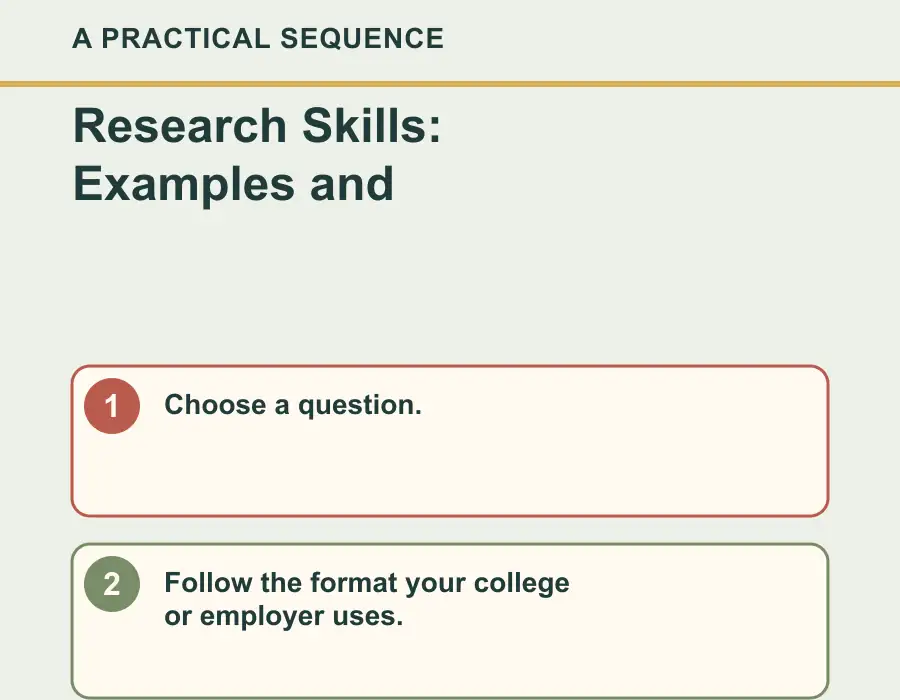 A PRACTICAL SEQUENCE
Research Skills:
Examples and
1
Choose a question.
2
Follow the format your college
or employer uses.